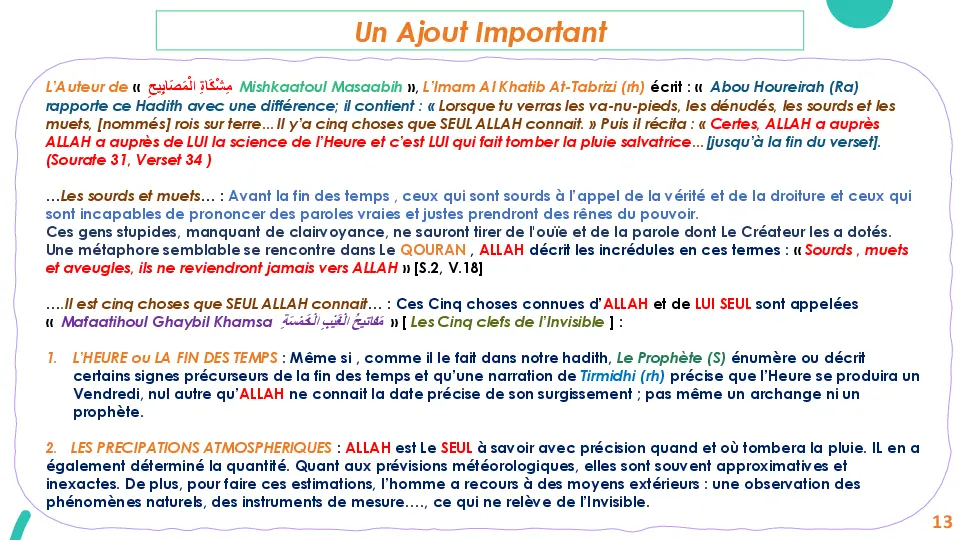 Un Ajout Important
L'Auteur de « مِشْكَاةِ الْمَصَابِيحِ Mishkaatoul Masaabih », L'Imam Al Khatib At-Tabrizi (rh) écrit : « Abou Houreirah (Ra)
rapporte ce Hadith avec une différence; il contient : « Lorsque tu verras les va-nu-pieds, les dénudés, les sourds et les
muets, [nommés] rois sur terre... Il y'a cinq choses que SEUL ALLAH connait. » Puis il récita : « Certes, ALLAH a auprès
ALLAH a auprès de LUI la science de l'Heure et c'est LUI qui fait tomber la pluie salvatrice... [jusqu'à la fin du verset].
(Sourate 31, Verset 34 )
...Les sourds et muets... : Avant la fin des temps , ceux qui sont sourds à l'appel de la vérité et de la droiture et ceux qui
sont incapables de prononcer des paroles vraies et justes prendront des rênes du pouvoir.
Ces gens stupides, manquant de clairvoyance, ne sauront tirer de l'ouïe et de la parole dont Le Créateur les a dotés.
Une métaphore semblable se rencontre dans Le QOURAN , ALLAH décrit les incrédules en ces termes : « Sourds , muets
et aveugles, ils ne reviendront jamais vers ALLAH » [S.2, V.18]
....Il est cinq choses que SEUL ALLAH connait... : Ces Cinq choses connues d'ALLAH et de LUI SEUL sont appelées
« Mafaatihoul Ghaybil Khamsa مَفَاتِيحُ الْغَيْبِ الْخَمْسَةِ » [ Les Cinq clefs de l'Invisible ] :
1. L'HEURE ou LA FIN DES TEMPS : Même si , comme il le fait dans notre hadith, Le Prophète (S) énumère ou décrit
certains signes précurseurs de la fin des temps et qu'une narration de Tirmidhi (rh) précise que l'Heure se produira un
Vendredi, nul autre qu'ALLAH ne connait la date précise de son surgissement ; pas même un archange ni un
prophète.
2. LES PRECIPATIONS ATMOSPHERIQUES : ALLAH est Le SEUL à savoir avec précision quand et où tombera la pluie. IL en a
également déterminé la quantité. Quant aux prévisions météorologiques, elles sont souvent approximatives et
inexactes. De plus, pour faire ces estimations, l'homme a recours à des moyens extérieurs : une observation des
phénomènes naturels, des instruments de mesure...., ce qui ne relève de l'Invisible.
13